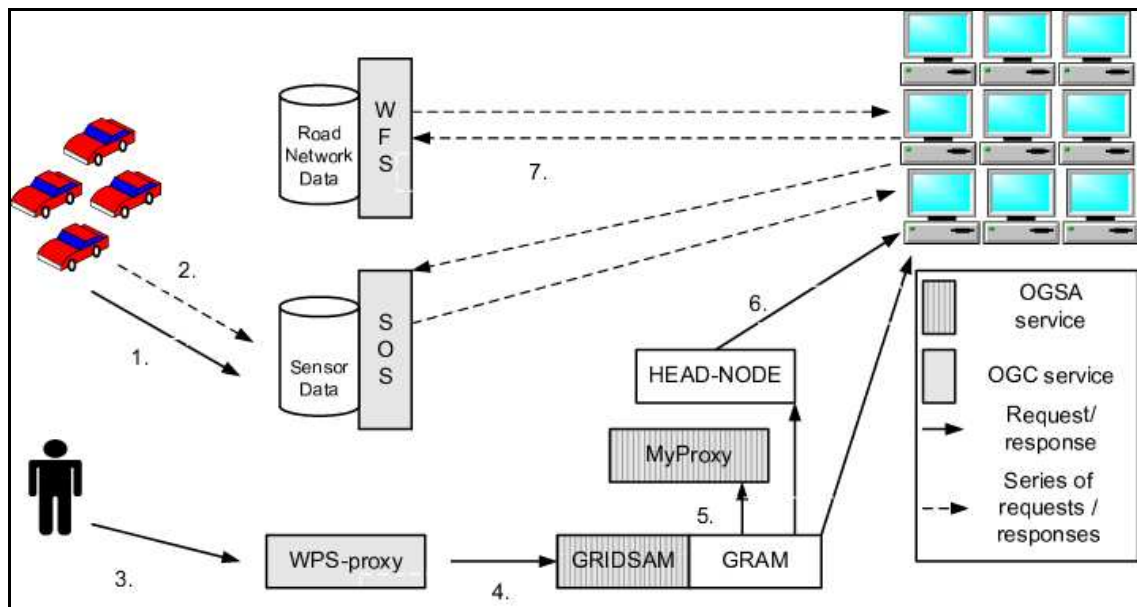 Road
Network
Data
W
F
S
7.
2.
1.
Sensor
Data
S
O
S
6.
HEAD-NODE
MyProxy
5.
3.
WPS-proxy
4.
GRIDSAM
GRAM
OGSA
service
OGC service
Request/
response
Series of
requests /
responses